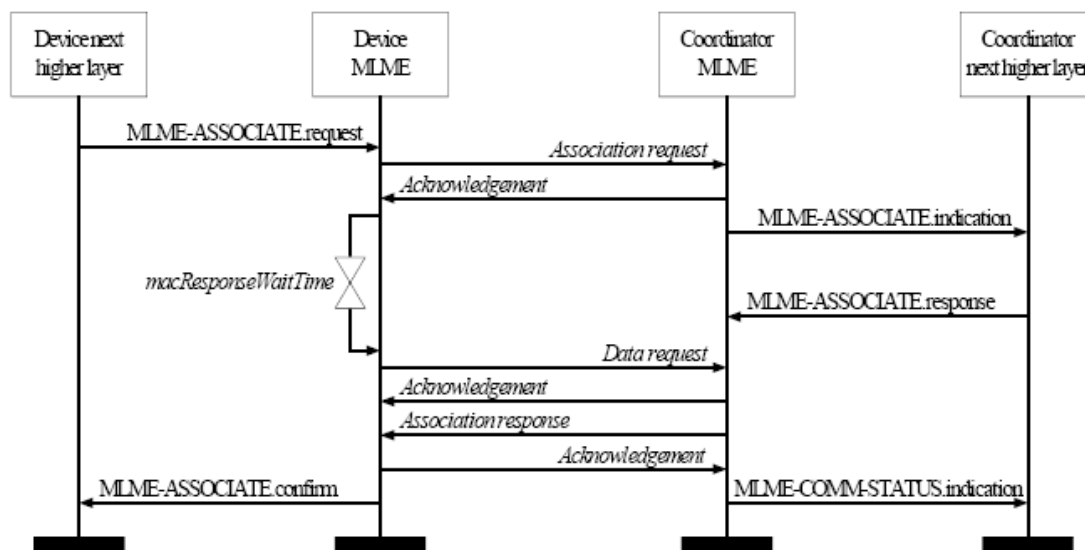 Device next
higher layer
Device
MLME
Coordinator
MLME
Coordinator
next higher layer
MLME-ASSOCIATE.request
Association request
Acknowledgement
MLME-ASSOCIATE.indication
macResponseWaitTime
MLME-ASSOCIATE.response
Data request
Acknowledgement
Association response
Acknowledgement
MLME-ASSOCIATE.confirm
MLME-COMM-STATUS.indication